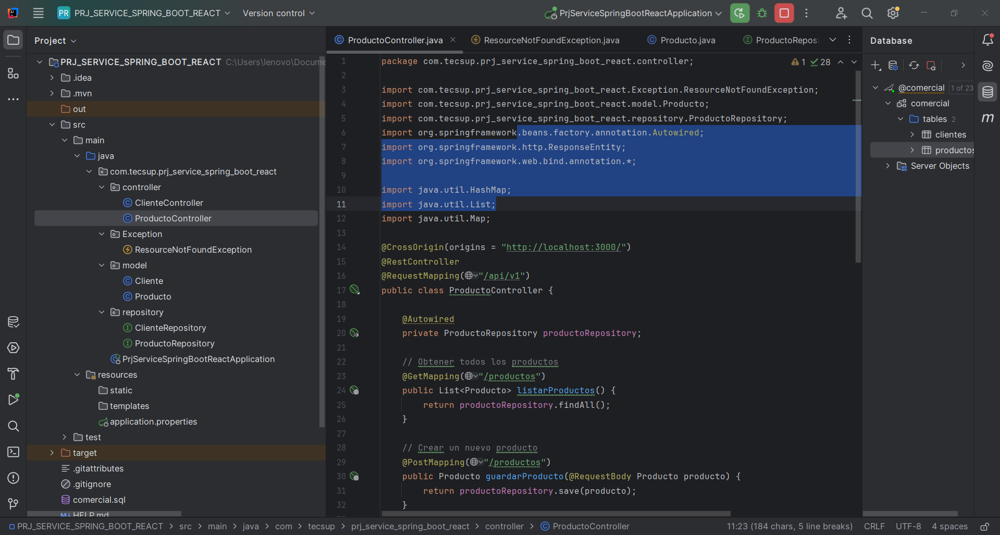 PR PRJ_SERVICE_SPRING_BOOT_REACT Version control PrjServiceSpringBootReactApplication
Project
PRJ_SERVICE_SPRING_BOOT_REACT C:\Users\lenovo\Docume
.idea
.mvn
out
src
main
java
com.tecsup.prj_service_spring_boot_react
controller
ClienteController
ProductoController
Exception
ResourceNotFoundException
model
Cliente
Producto
repository
ClienteRepository
ProductoRepository
PrjServiceSpringBootReactApplication
resources
static
templates
application.properties
test
target
.gitattributes
.gitignore
comercial.sql
HELP.md
ProductoController.java ResourceNotFoundException.java Producto.java ProductoReposi
1 package com.tecsup.prj_service_spring_boot_react.controller; 1 28
2
3 import com.tecsup.prj_service_spring_boot_react.Exception.ResourceNotFoundException;
4 import com.tecsup.prj_service_spring_boot_react.model.Producto;
5 import com.tecsup.prj_service_spring_boot_react.repository.ProductoRepository;
6 import org.springframework.beans.factory.annotation.Autowired;
7 import org.springframework.http.ResponseEntity;
8 import org.springframework.web.bind.annotation.*;
9
10 import java.util.HashMap;
11 import java.util.List;
12 import java.util.Map;
13
14 @CrossOrigin(origins = "http://localhost:3000/")
15 @RestController
16 @RequestMapping("/api/v1")
17 public class ProductoController {
18
19 @Autowired
20 private ProductoRepository productoRepository;
21
22 // Obtener todos los productos
23 @GetMapping("/productos")
24 public List<Producto> listarProductos() {
25 return productoRepository.findAll();
26 }
27
28 // Crear un nuevo producto
29 @PostMapping("/productos")
30 public Producto guardarProducto(@RequestBody Producto producto) {
31 return productoRepository.save(producto);
32 }
Database
@comercial 1 of 23
comercial
tables 2
clientes
productos
Server Objects
m
PRJ_SERVICE_SPRING_BOOT_REACT > src > main > java > com > tecsup > prj_service_spring_boot_react > controller > ProductoController 11:23 (184 chars, 5 line breaks) CRLF UTF-8 4 spaces